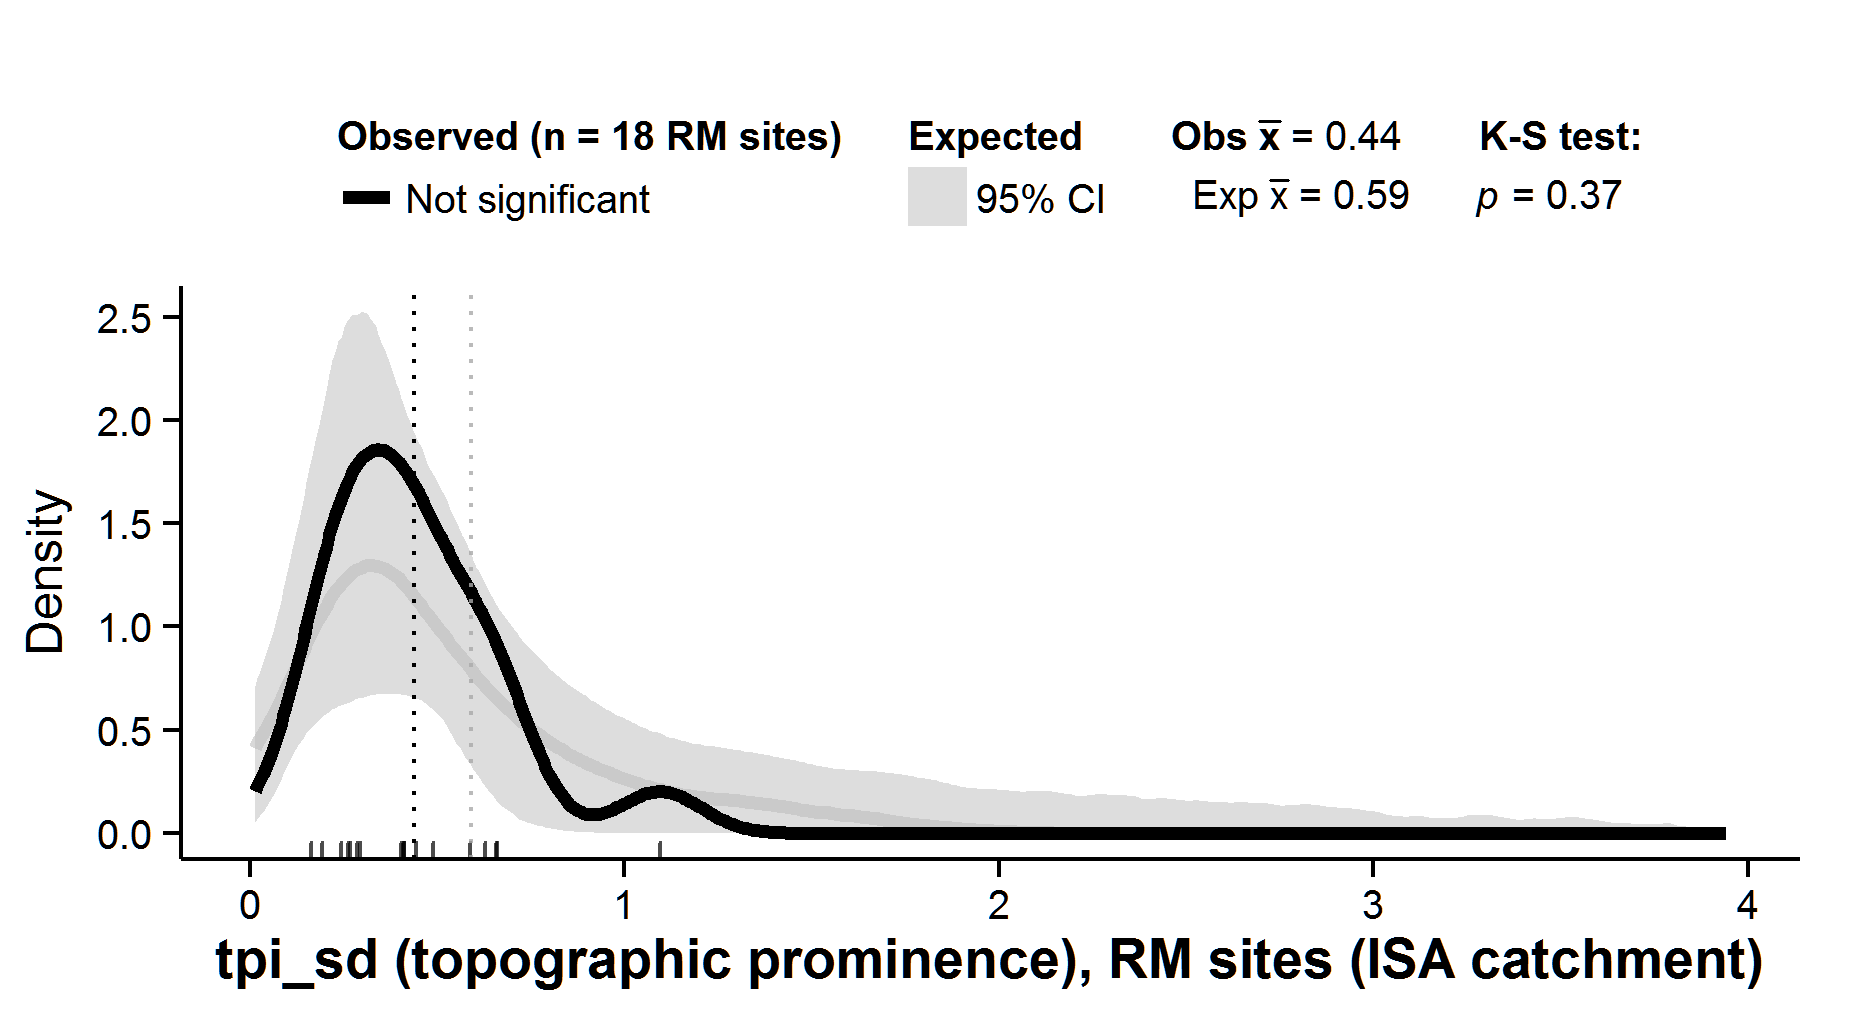 Observed (n = 18 RM sites) Expected Obs x̅ = 0.44 K-S test:
Not significant 95% CI Exp x̅ = 0.59 p = 0.37
2.5
2.0
1.5
1.0
0.5
0.0
Density
0 1 2 3 4
tpi_sd (topographic prominence), RM sites (ISA catchment)